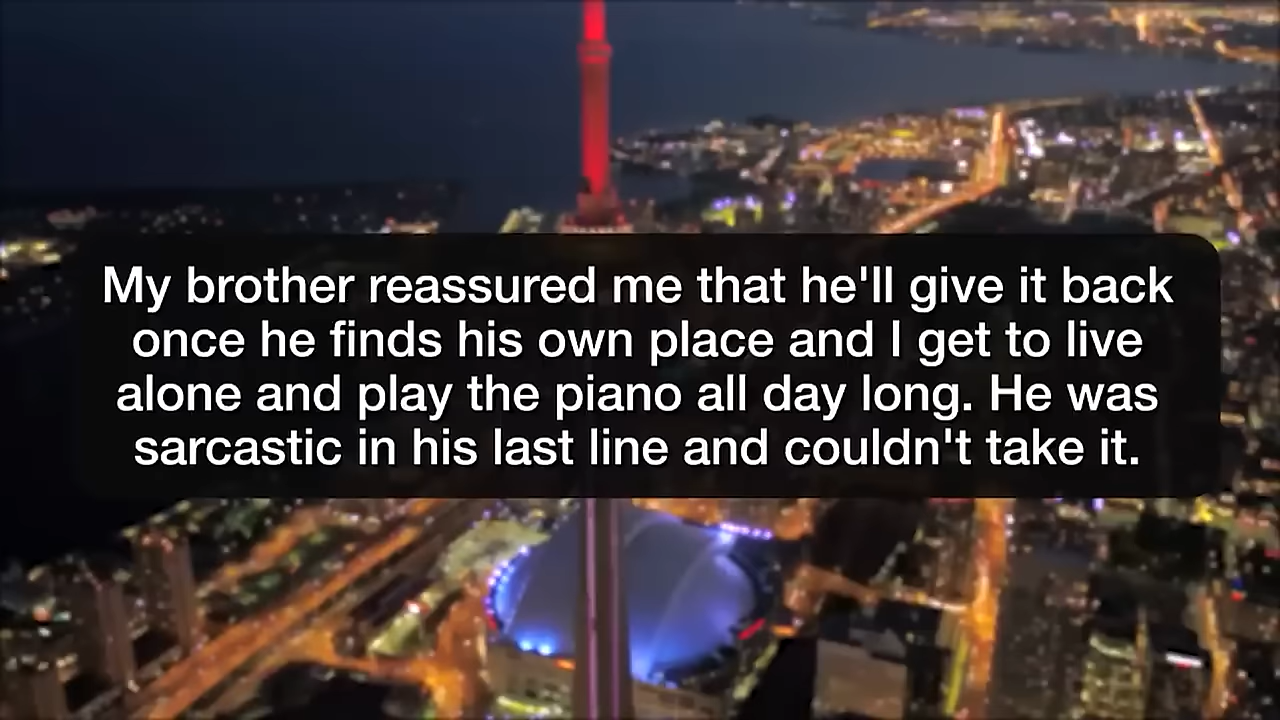 My brother reassured me that he'll give it back
once he finds his own place and I get to live
alone and play the piano all day long. He was
sarcastic in his last line and couldn't take it.